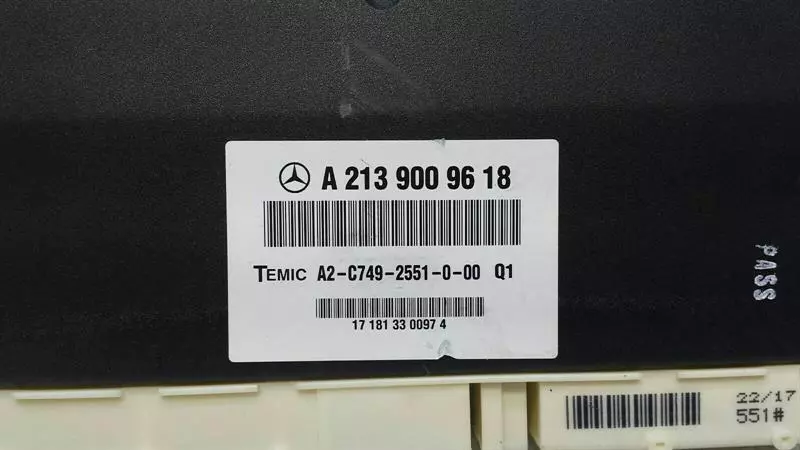 A 213 900 96 18
TEMIC A2-C749-2551-0-00 Q1
17 181 33 0097 4
PASS
22/17
551#